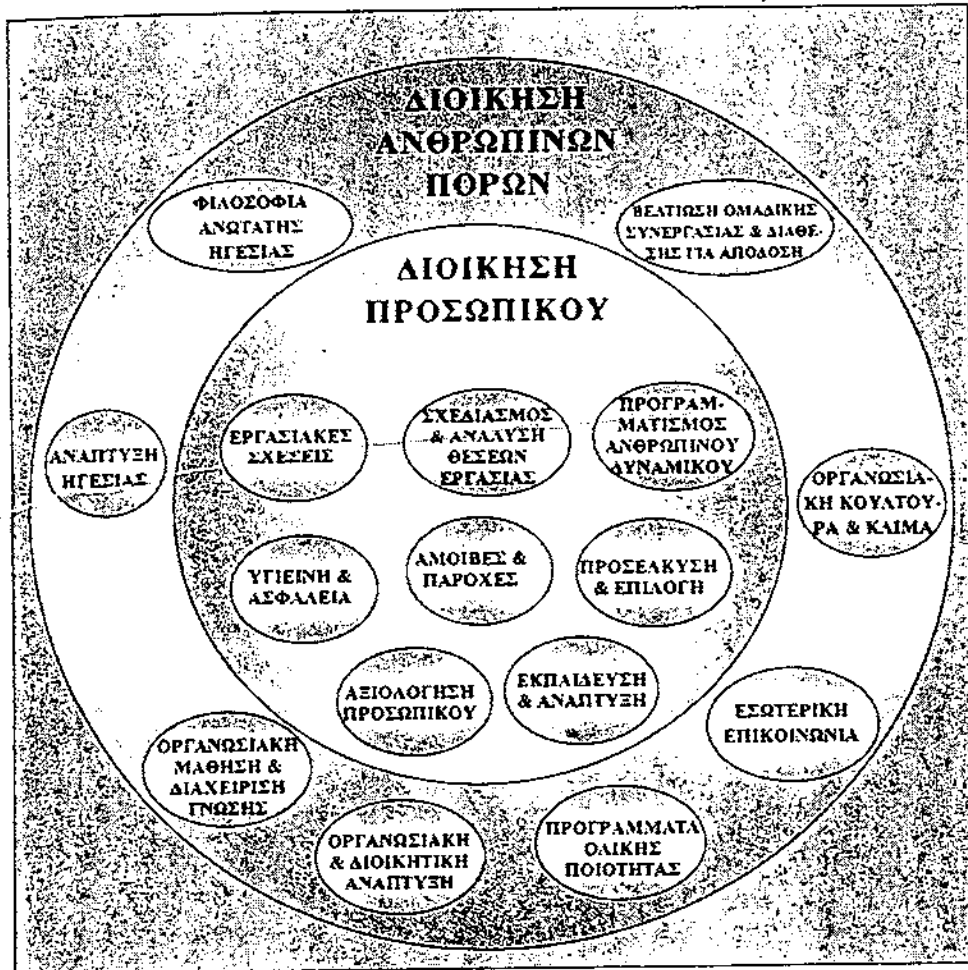 ΔΙΟΙΚΗΣΗ
ΑΝΘΡΩΠΙΝΩΝ
ΠΟΡΩΝ
ΦΙΛΟΣΟΦΙΑ
ΑΝΩΤΑΤΗΣ
ΗΓΕΣΙΑΣ
ΒΕΛΤΙΩΣΗ ΟΜΑΔΙΚΗΣ
ΣΥΝΕΡΓΑΣΙΑΣ & ΔΙΑΘΕ-
ΣΗΣ ΓΙΑ ΑΠΟΔΟΣΗ
ΔΙΟΙΚΗΣΗ
ΠΡΟΣΩΠΙΚΟΥ
ΑΝΑΠΤΥΞΗ
ΗΓΕΣΙΑΣ
ΕΡΓΑΣΙΑΚΕΣ
ΣΧΕΣΕΙΣ
ΣΧΕΔΙΑΣΜΟΣ
& ΑΝΑΛΥΣΗ
ΘΕΣΕΩΝ
ΕΡΓΑΣΙΑΣ
ΠΡΟΓΡΑΜ-
ΜΑΤΙΣΜΟΣ
ΑΝΘΡΩΠΙΝΟΥ
ΔΥΝΑΜΙΚΟΥ
ΟΡΓΑΝΩΣΙΑ-
ΚΗ ΚΟΥΛΤΟΥ-
ΡΑ & ΚΛΙΜΑ
ΥΓΙΕΙΝΗ &
ΑΣΦΑΛΕΙΑ
ΑΜΟΙΒΕΣ &
ΠΑΡΟΧΕΣ
ΠΡΟΣΕΛΚΥΣΗ
& ΕΠΙΛΟΓΗ
ΑΞΙΟΛΟΓΗΣΗ
ΠΡΟΣΩΠΙΚΟΥ
ΕΚΠΑΙΔΕΥΣΗ
& ΑΝΑΠΤΥΞΗ
ΕΣΩΤΕΡΙΚΗ
ΕΠΙΚΟΙΝΩΝΙΑ
ΟΡΓΑΝΩΣΙΑΚΗ
ΜΑΘΗΣΗ &
ΔΙΑΧΕΙΡΙΣΗ
ΓΝΩΣΗΣ
ΟΡΓΑΝΩΣΙΑΚΗ
& ΔΙΟΙΚΗΤΙΚΗ
ΑΝΑΠΤΥΞΗ
ΠΡΟΓΡΑΜΜΑΤΑ
ΟΛΙΚΗΣ
ΠΟΙΟΤΗΤΑΣ